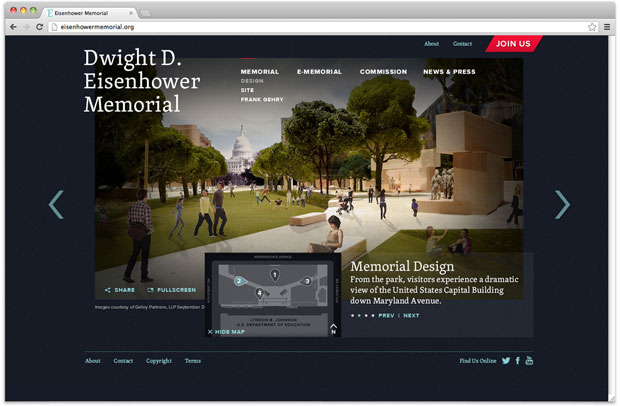 Eisenhower Memorial
eisenhowermemorial.org
About
Contact
JOIN US
Dwight D.
Eisenhower
Memorial
MEMORIAL
E-MEMORIAL
COMMISSION
NEWS & PRESS
DESIGN
SITE
FRANK GEHRY
SHARE
FULLSCREEN
Images courtesy of Gehry Partners, LLP September
INDEPENDENCE AVENUE
1
2
3
4
LYNDON B. JOHNSON
U.S. DEPARTMENT OF EDUCATION
HIDE MAP
N
Memorial Design
From the park, visitors experience a dramatic
view of the United States Capital Building
down Maryland Avenue.
PREV | NEXT
About
Contact
Copyright
Terms
Find Us Online
You Tube